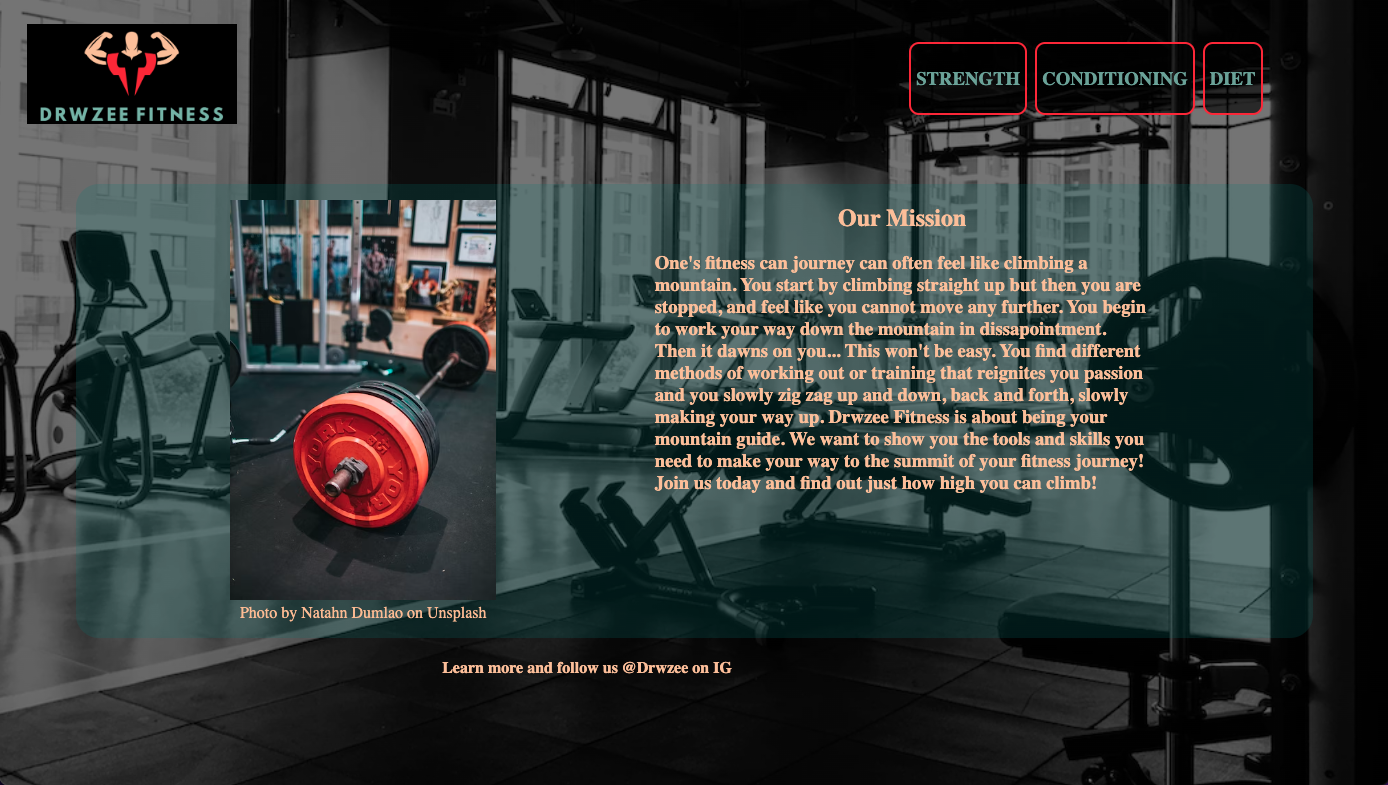 DRWZEE FITNESS
STRENGTH
CONDITIONING
DIET
Our Mission
One's fitness can journey can often feel like climbing a
mountain. You start by climbing straight up but then you are
stopped, and feel like you cannot move any further. You begin
to work your way down the mountain in dissapointment.
Then it dawns on you... This won't be easy. You find different
methods of working out or training that reignites you passion
and you slowly zig zag up and down, back and forth, slowly
making your way up. Drwzee Fitness is about being your
mountain guide. We want to show you the tools and skills you
need to make your way to the summit of your fitness journey!
Join us today and find out just how high you can climb!
YORK
YORK
Photo by Natahn Dumlao on Unsplash
Learn more and follow us @Drwzee on IG